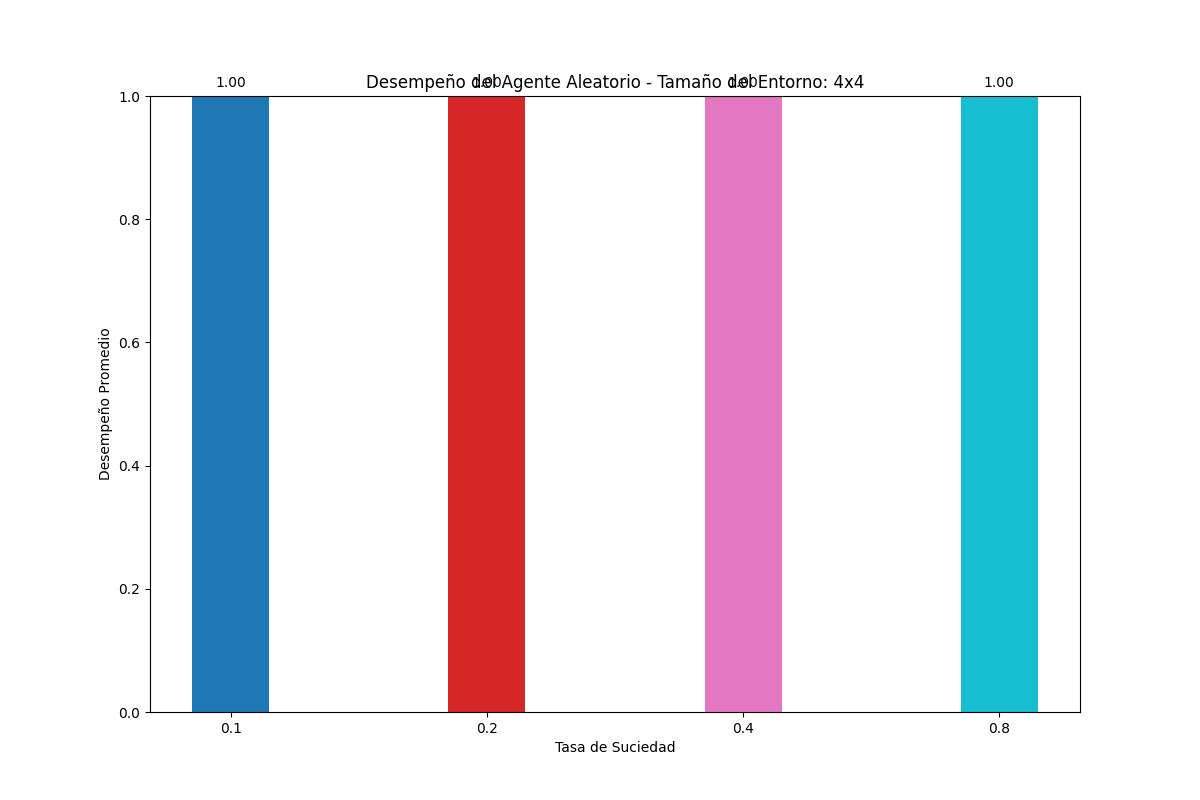 Desempeño del Agente Aleatorio - Tamaño del Entorno: 4x4
1.00 1.00 1.00 1.00
1.0
0.8
0.6
0.4
0.2
0.0
Desempeño Promedio
0.1 0.2 0.4 0.8
Tasa de Suciedad